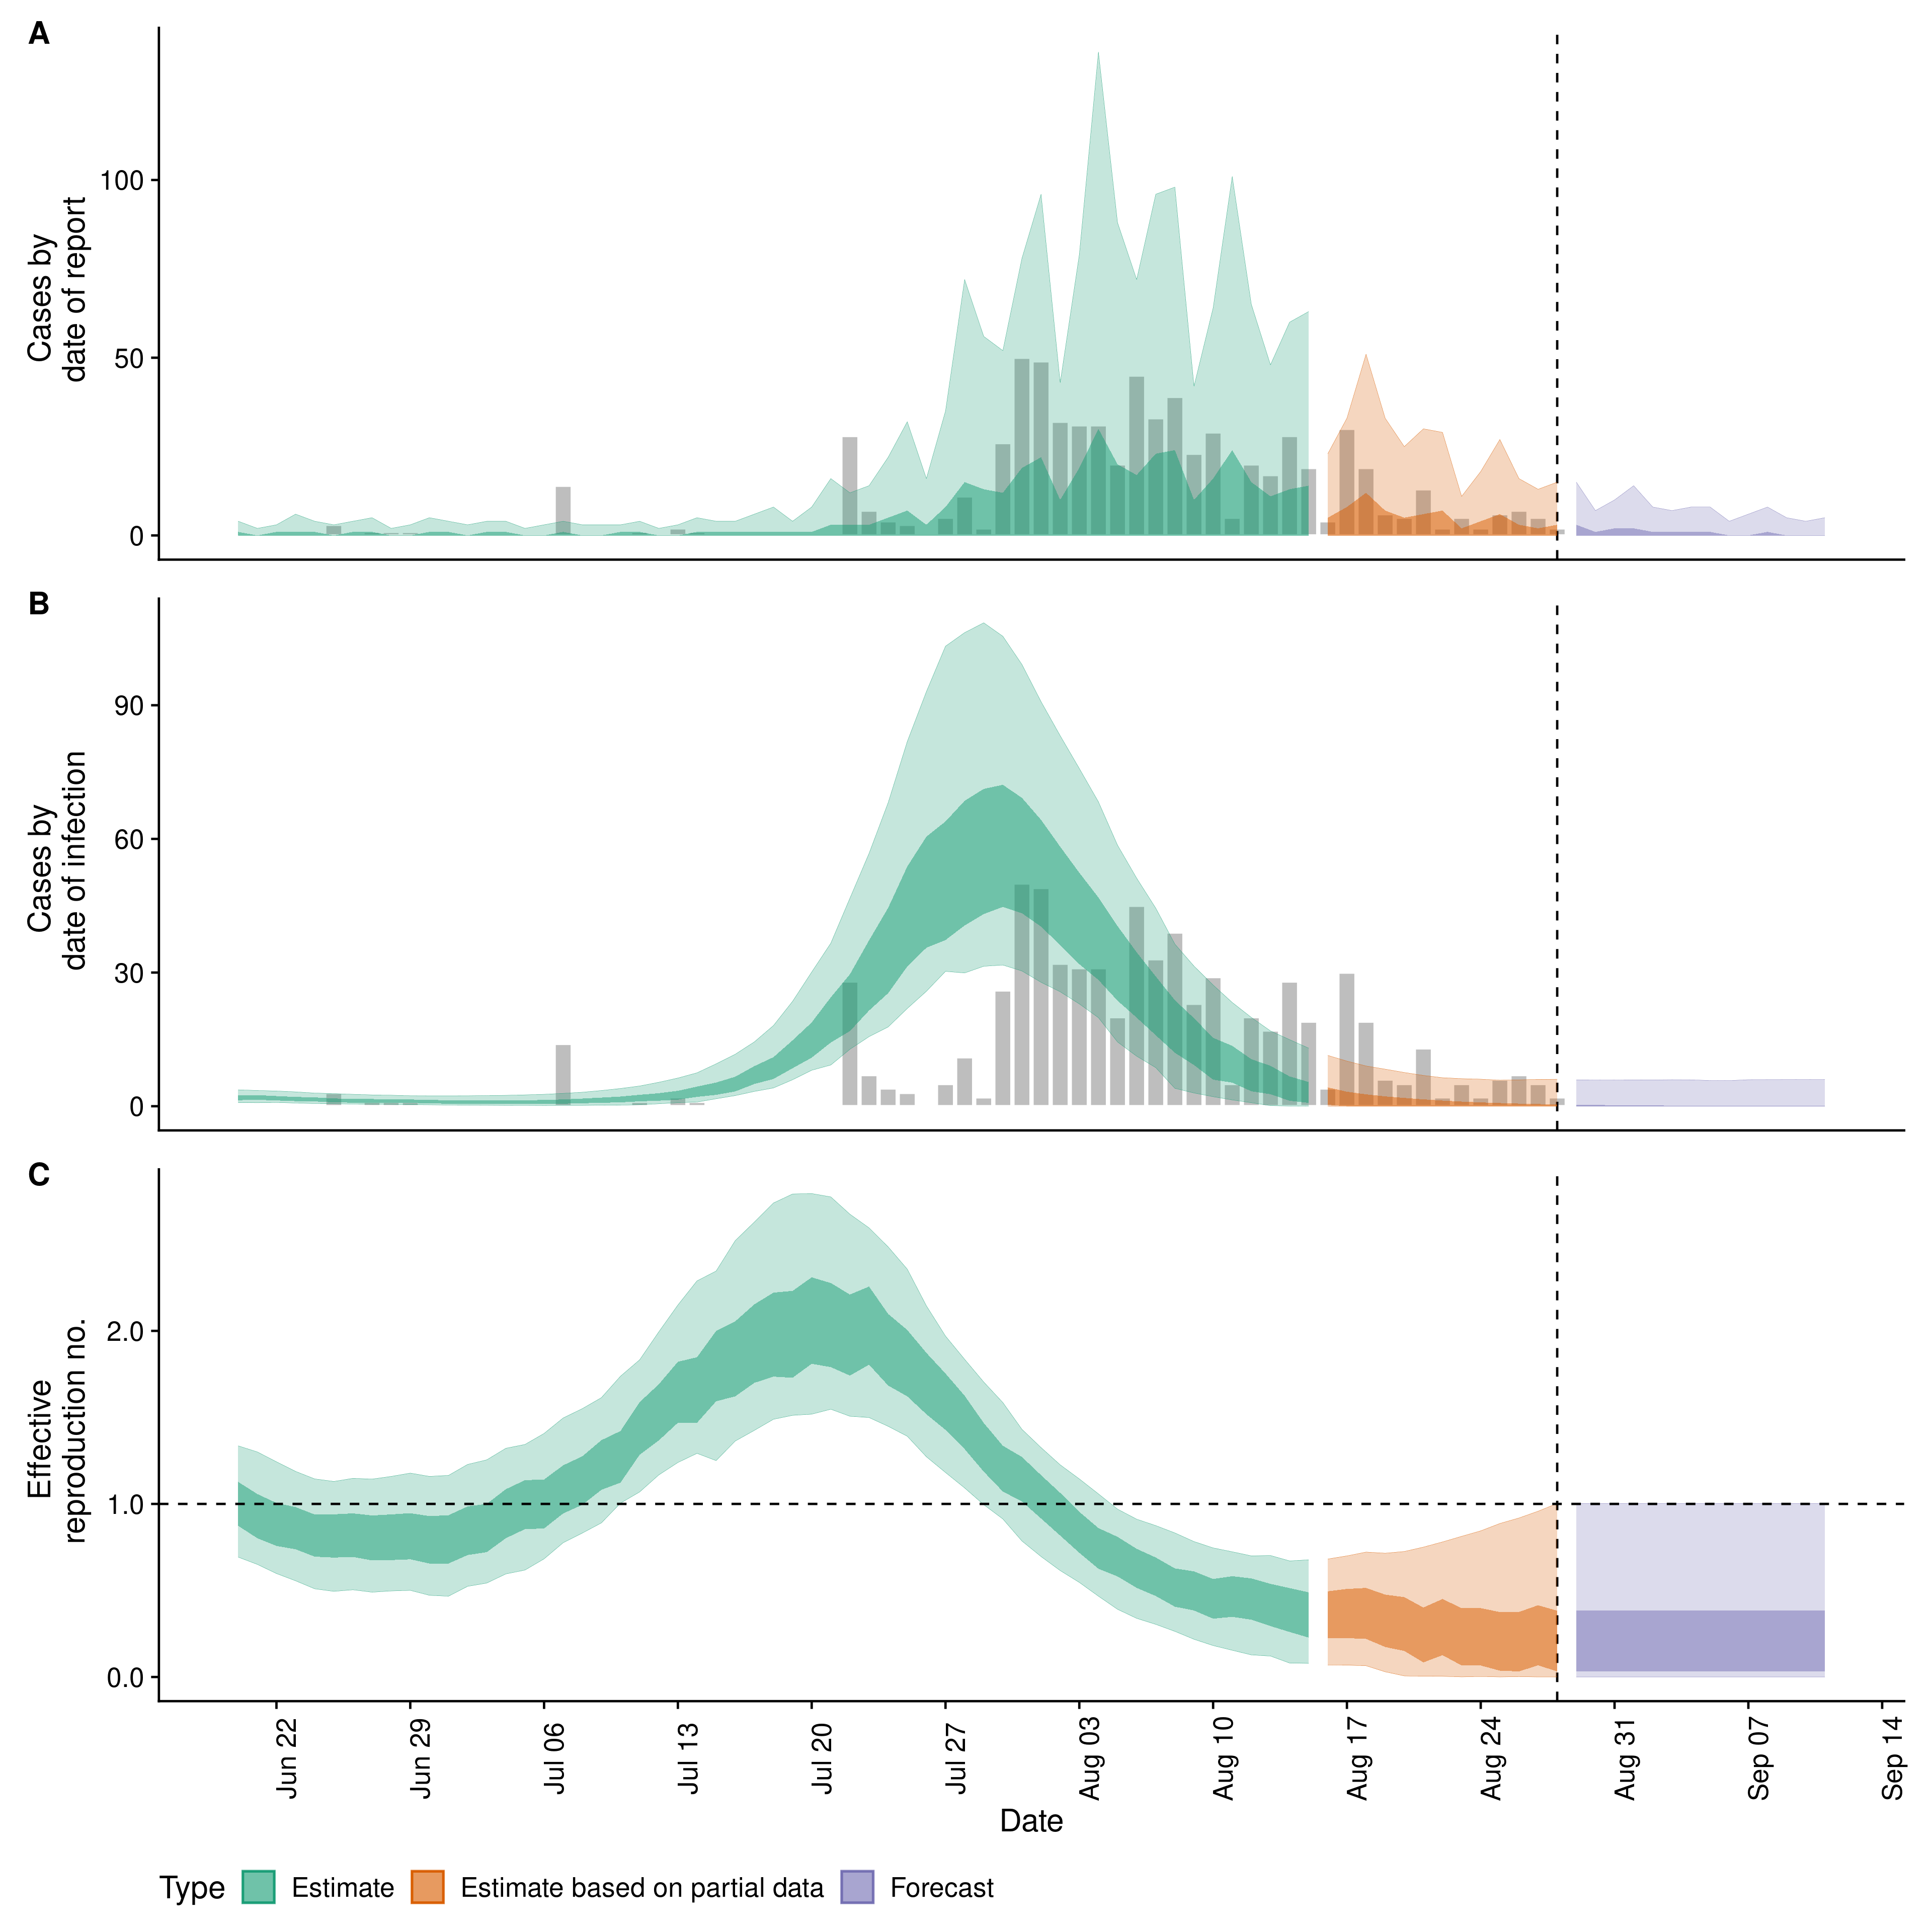 A
Cases by
date of report
100
50
0
B
Cases by
date of infection
90
60
30
0
C
Effective
reproduction no.
2.0
1.0
0.0
Jun 22
Jun 29
Jul 06
Jul 13
Jul 20
Jul 27
Aug 03
Aug 10
Aug 17
Aug 24
Aug 31
Sep 07
Sep 14
Date
Type Estimate Estimate based on partial data Forecast